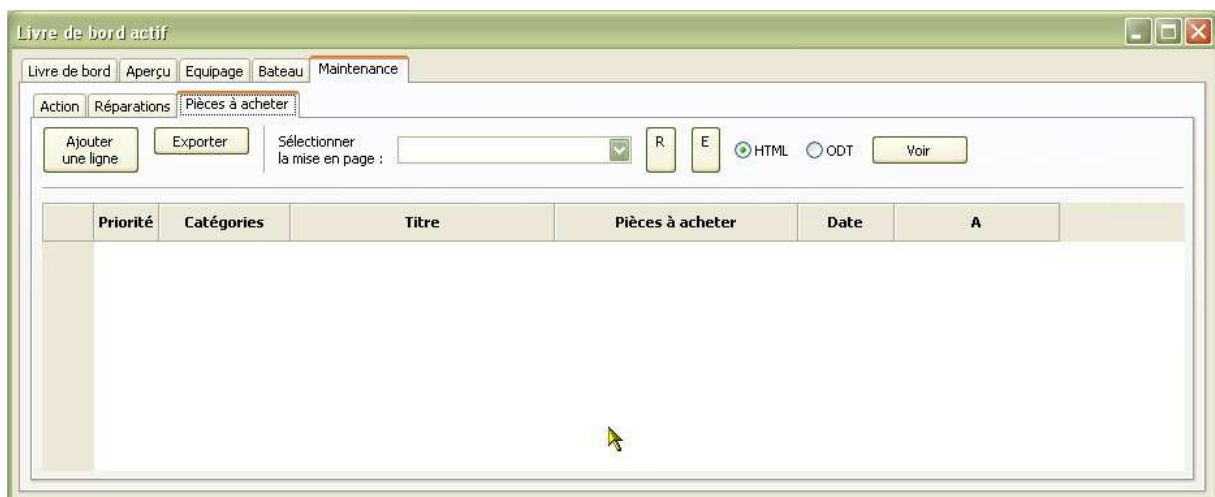 Livre de bord actif
Livre de bord Aperçu Equipage Bateau Maintenance
Action Réparations Pièces à acheter
Ajouter
une ligne
Exporter
Sélectionner
la mise en page :
R E HTML ODT Voir
Priorité Catégories Titre Pièces à acheter Date A